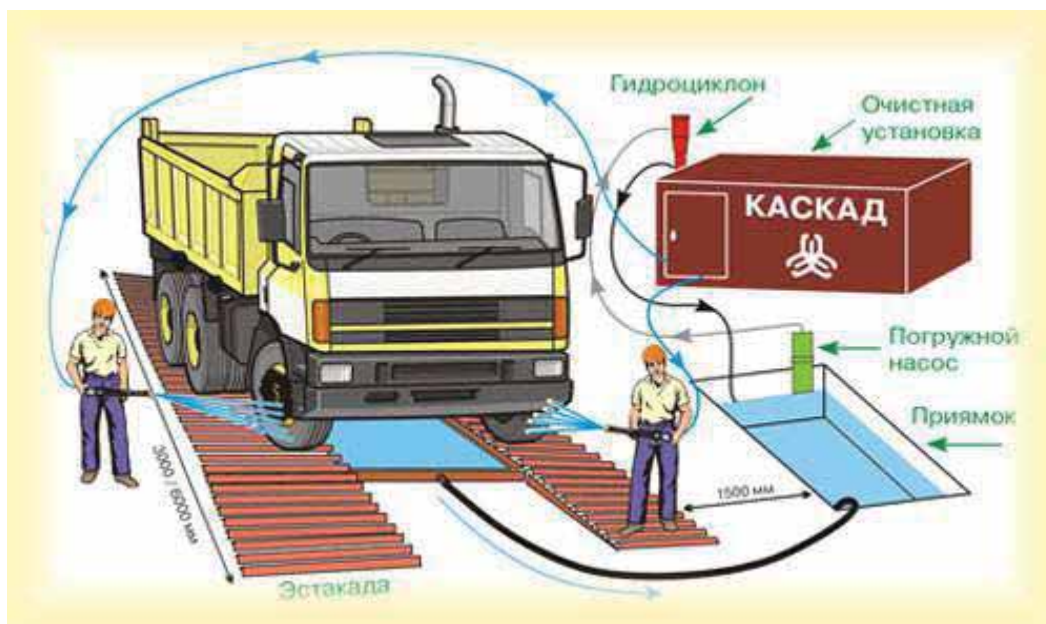 Гидроциклон
Очистная
установка
КАСКАД
Погружной
насос
Приямок
3000 / 6000 мм
1500 мм
Эстакада